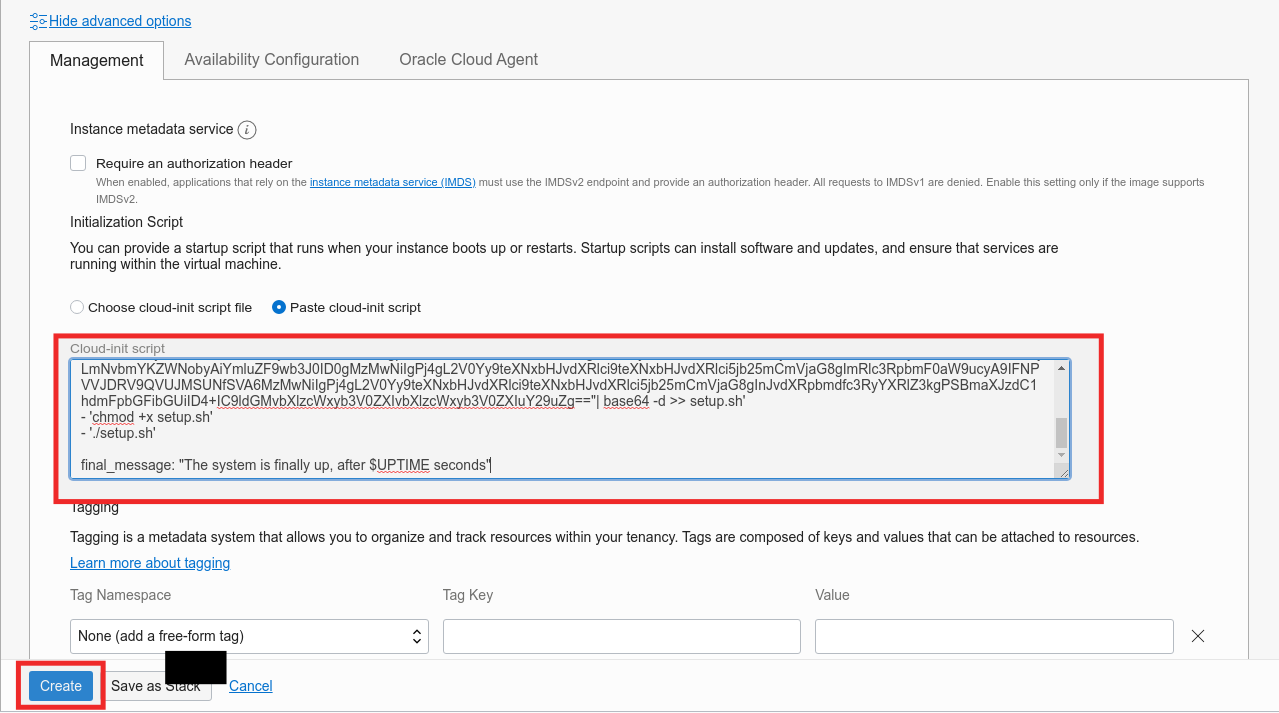 Hide advanced options
Management
Availability Configuration
Oracle Cloud Agent
Instance metadata service
Require an authorization header
When enabled, applications that rely on the instance metadata service (IMDS) must use the IMDSv2 endpoint and provide an authorization header. All requests to IMDSv1 are denied. Enable this setting only if the image supports
IMDSv2.
Initialization Script
You can provide a startup script that runs when your instance boots up or restarts. Startup scripts can install software and updates, and ensure that services are
running within the virtual machine.
Choose cloud-init script file
Paste cloud-init script
Cloud-init script
| base64 -d >> setup.sh'
- 'chmod +x setup.sh'
- './setup.sh'
final_message: "The system is finally up, after $UPTIME seconds"
Tagging
Tagging is a metadata system that allows you to organize and track resources within your tenancy. Tags are composed of keys and values that can be attached to resources.
Learn more about tagging
Tag Namespace
Tag Key
Value
None (add a free-form tag)
Create
Save as Stack
Cancel